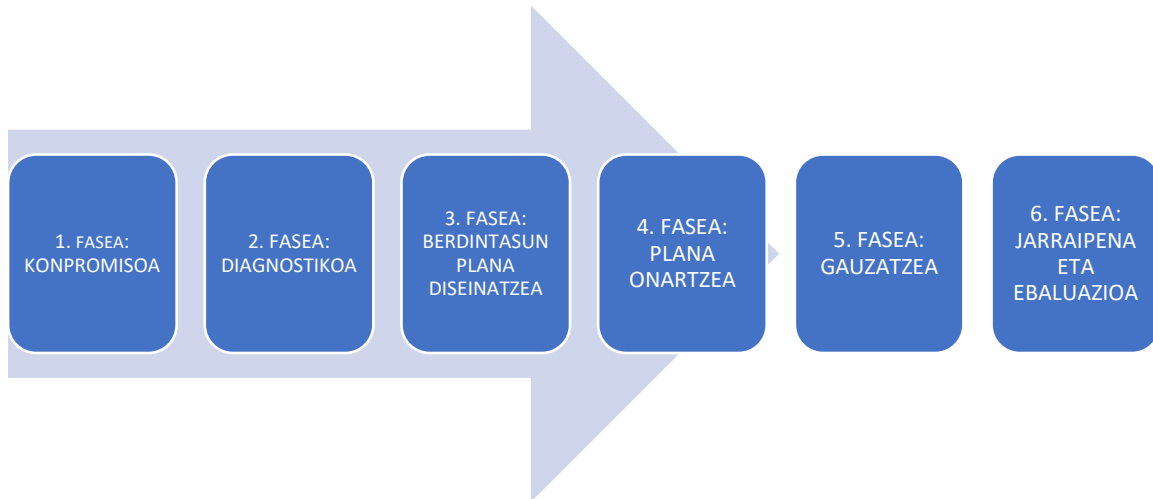 1. FASEA:
KONPROMISOA
2. FASEA:
DIAGNOSTIKOA
3. FASEA:
BERDINTASUN
PLANA
DISEINATZEA
4. FASEA:
PLANA
ONARTZEA
5. FASEA:
GAUZATZEA
6. FASEA:
JARRAIPENA
ETA
EBALUAZIOA